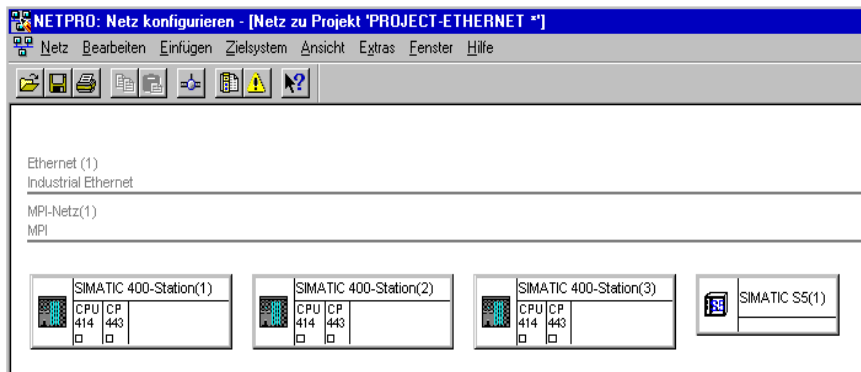 NETPRO: Netz konfigurieren - [Netz zu Projekt 'PROJECT-ETHERNET *']
Netz Bearbeiten Einfügen Zielsystem Ansicht Extras Fenster Hilfe
Ethernet (1)
Industrial Ethernet
MPI-Netz(1)
MPI
SIMATIC 400-Station(1)
CPU CP
414 443
SIMATIC 400-Station(2)
CPU CP
414 443
SIMATIC 400-Station(3)
CPU CP
414 443
SIMATIC S5(1)